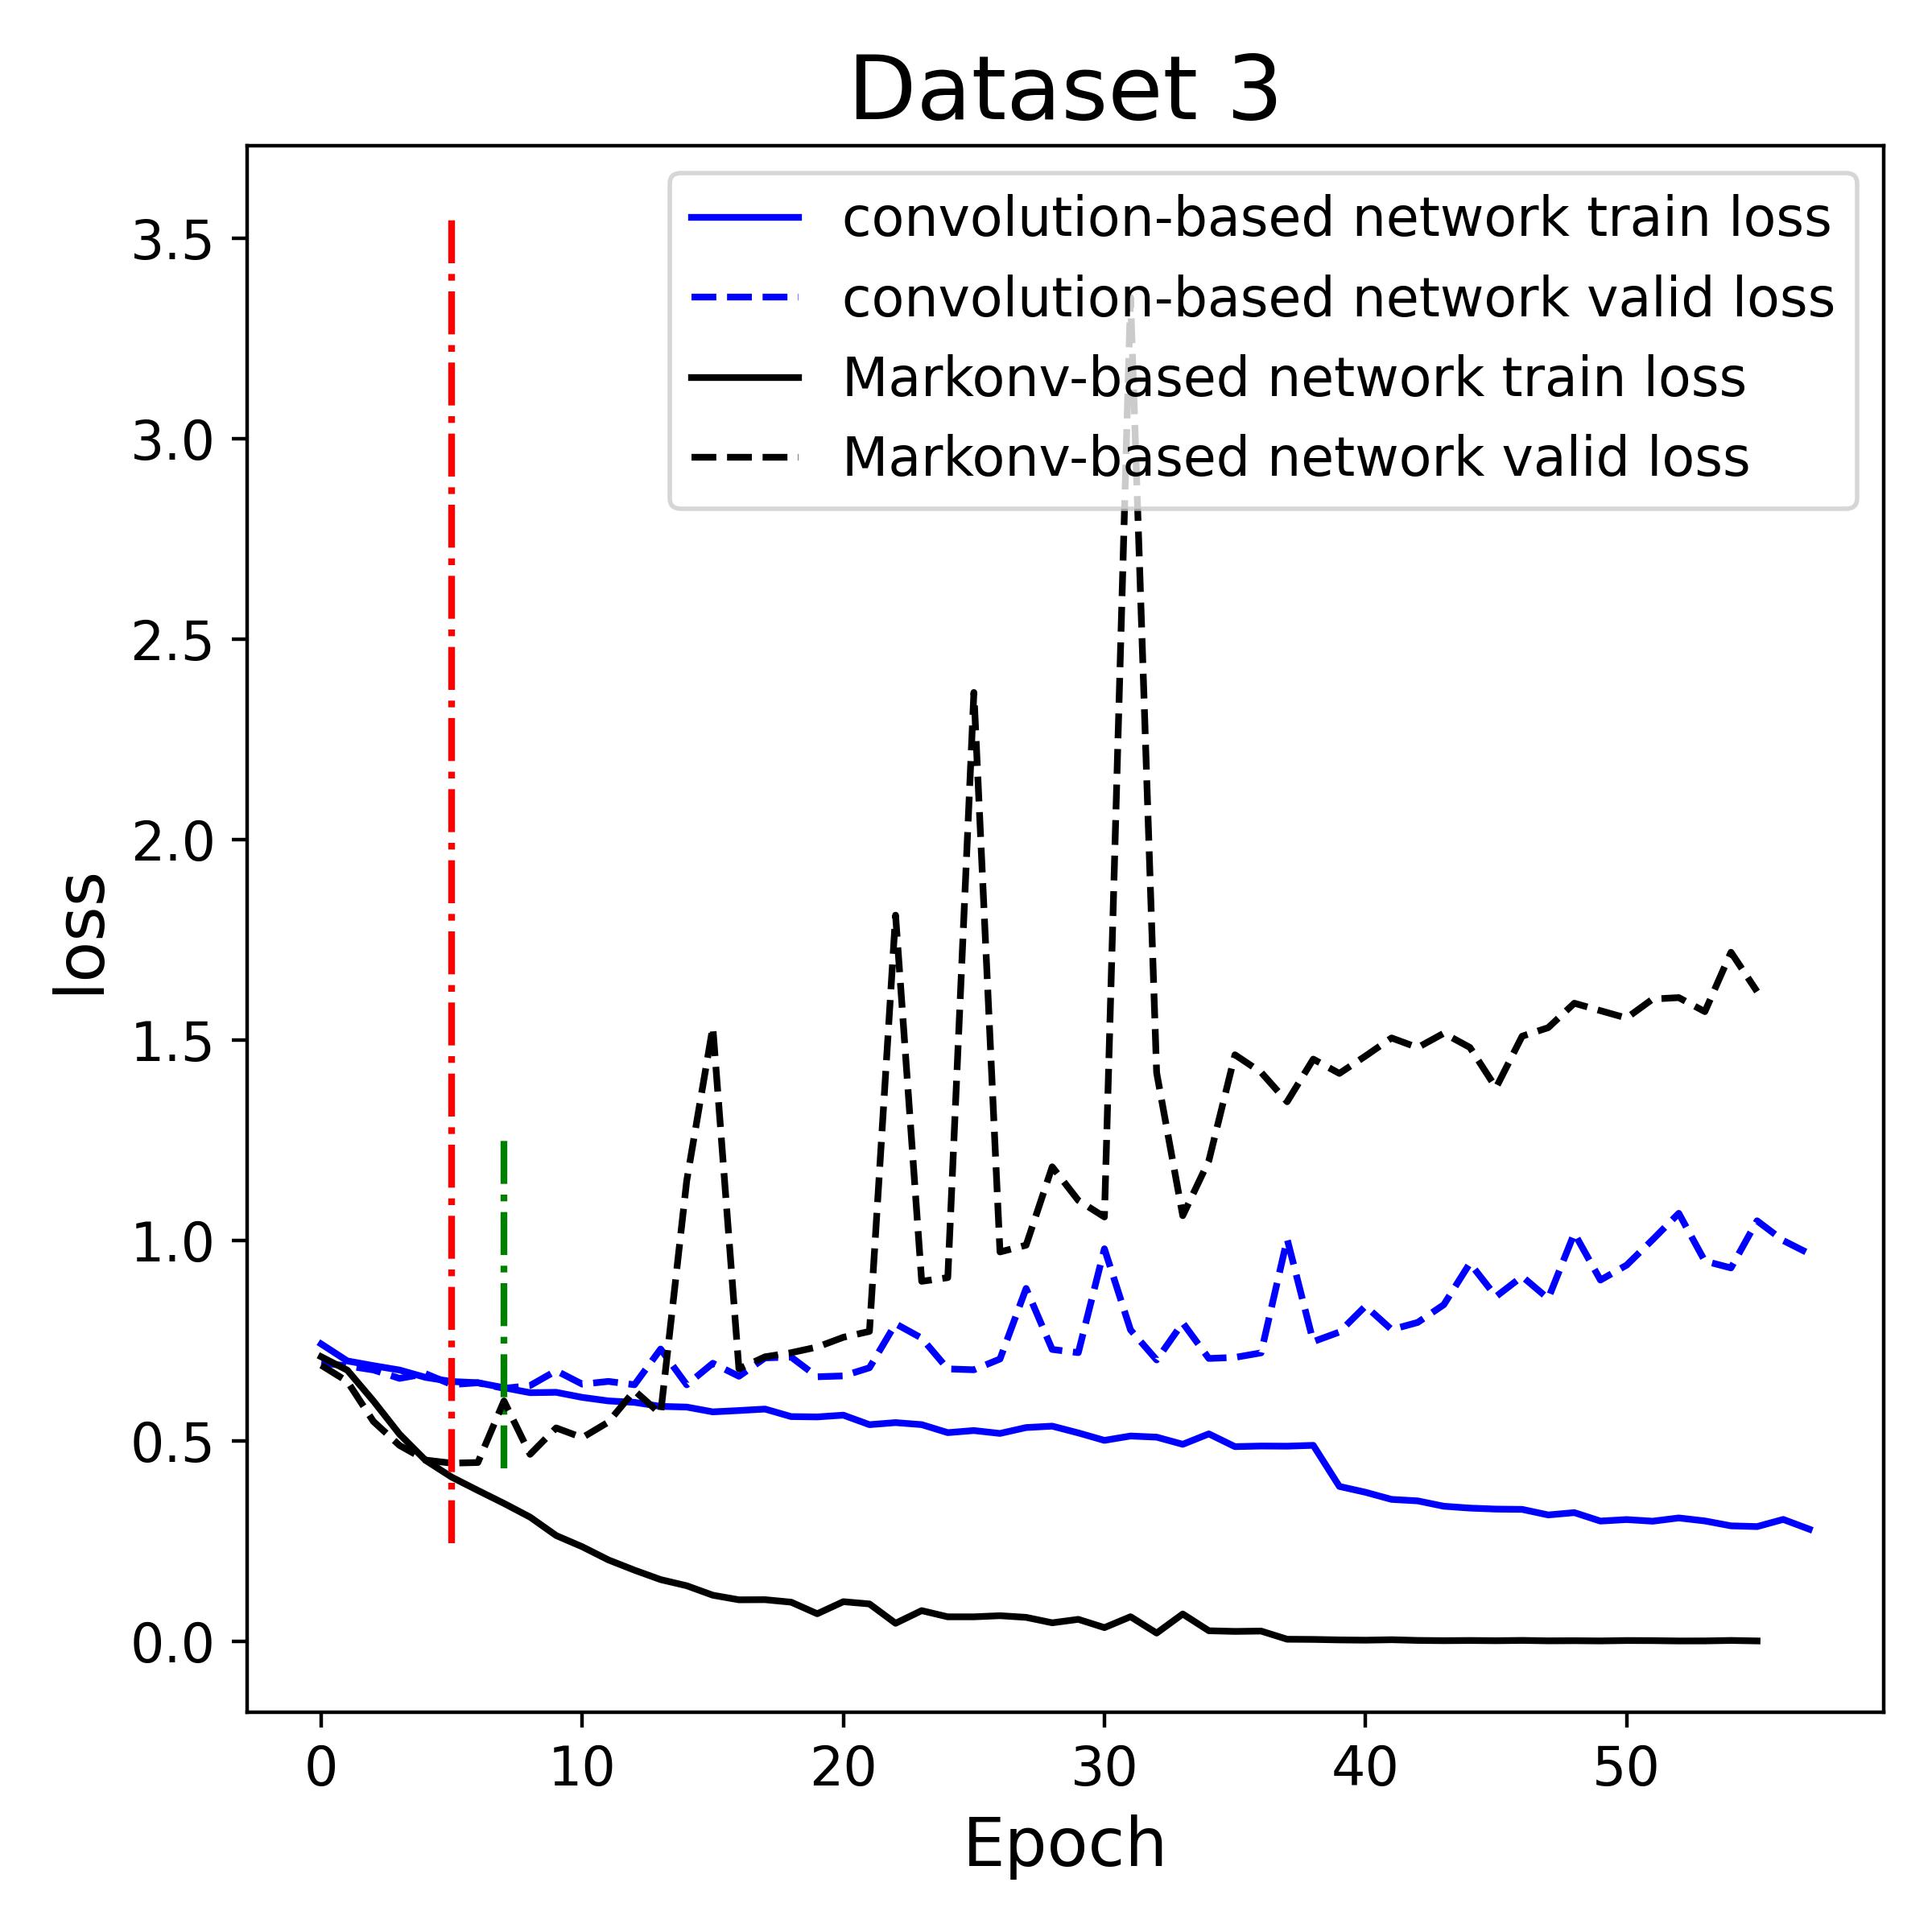 Dataset 3
convolution-based network train loss
convolution-based network valid loss
Markonv-based network train loss
Markonv-based network valid loss
3.5
3.0
2.5
2.0
1.5
1.0
0.5
0.0
loss
0 10 20 30 40 50
Epoch